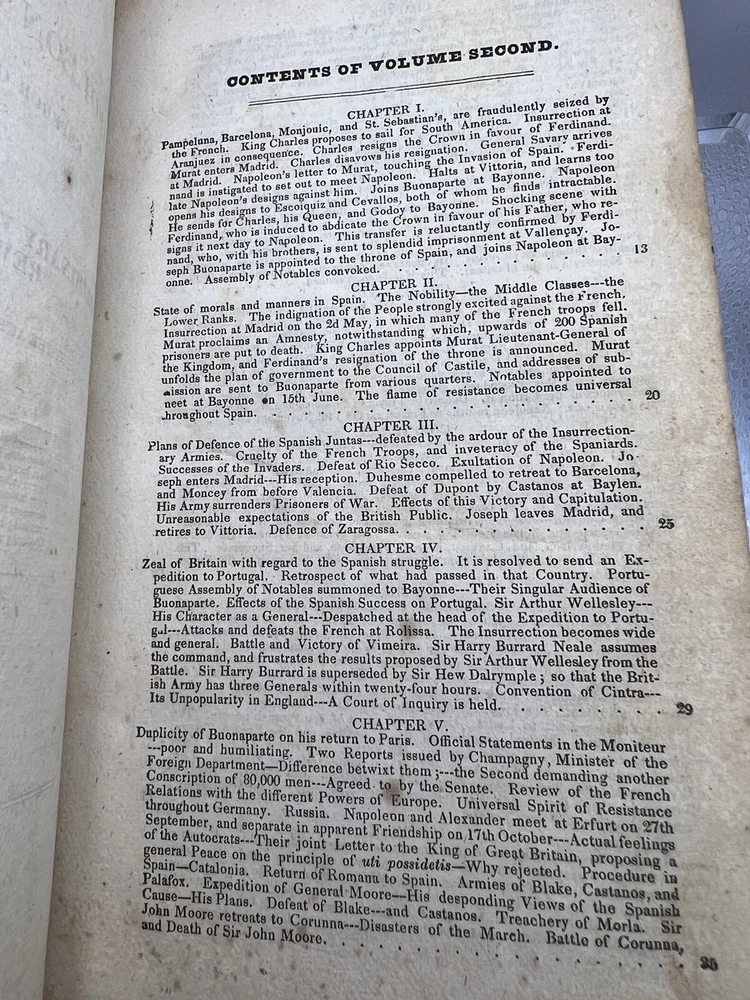 CONTENTS OF VOLUME SECOND.
CHAPTER I.
Pampeluna, Barcelona, Monjouic, and St. Sebastian's, are fraudulently seized by
the French. King Charles proposes to sail for South America. Insurrection at
Aranjuez in consequence. Charles resigns the Crown in favour of Ferdinand.
Murat enters Madrid. Charles disavows his resignation. General Savary arrives
at Madrid. Napoleon's letter to Murat, touching the Invasion of Spain. Ferdi-
nand is instigated to set out to meet Napoleon. Halts at Vittoria, and learns too
late Napoleon's designs against him. Joins Buonaparte at Bayonne. Napoleon
opens his designs to Escoiquiz and Cevallos, both of whom he finds intractable.
He sends for Charles, his Queen, and Godoy to Bayonne. Shocking scene with
Ferdinand, who is induced to abdicate the Crown in favour of his Father, who re-
signs it next day to Napoleon. This transfer is reluctantly confirmed by Ferdi-
nand, who, with his brothers, is sent to splendid imprisonment at Vallençay. Jo-
seph Buonaparte is appointed to the throne of Spain, and joins Napoleon at Bay-
onne. Assembly of Notables convoked. . . . . . . . . . . 13
CHAPTER II.
State of morals and manners in Spain. The Nobility—the Middle Classes---the
Lower Ranks. The indignation of the People strongly excited against the French,
Insurrection at Madrid on the 2d May, in which many of the French troops fell.
Murat proclaims an Amnesty, notwithstanding which, upwards of 200 Spanish
prisoners are put to death. King Charles appoints Murat Lieutenant-General of
the Kingdom, and Ferdinand's resignation of the throne is announced. Murat
unfolds the plan of government to the Council of Castile, and addresses of sub-
mission are sent to Buonaparte from various quarters. Notables appointed to
neet at Bayonne on 15th June. The flame of resistance becomes universal
.hroughout Spain. . . . . . . . . . . . . . . . 20
CHAPTER III.
Plans of Defence of the Spanish Juntas---defeated by the ardour of the Insurrection-
ary Armies. Cruelty of the French Troops, and inveteracy of the Spaniards.
Successes of the Invaders. Defeat of Rio Secco. Exultation of Napoleon. Jo-
seph enters Madrid---His reception. Duhesme compelled to retreat to Barcelona,
and Moncey from before Valencia. Defeat of Dupont by Castanos at Baylen.
His Army surrenders Prisoners of War. Effects of this Victory and Capitulation.
Unreasonable expectations of the British Public. Joseph leaves Madrid, and
retires to Vittoria. Defence of Zaragossa. . . . . . . . . . . 25
CHAPTER IV.
Zeal of Britain with regard to the Spanish struggle. It is resolved to send an Ex-
pedition to Portugal. Retrospect of what had passed in that Country. Portu-
guese Assembly of Notables summoned to Bayonne---Their Singular Audience of
Buonaparte. Effects of the Spanish Success on Portugal. Sir Arthur Wellesley---
His Character as a General---Despatched at the head of the Expedition to Portu-
gal---Attacks and defeats the French at Rolissa. The Insurrection becomes wide
and general. Battle and Victory of Vimeira. Sir Harry Burrard Neale assumes
the command, and frustrates the results proposed by Sir Arthur Wellesley from the
Battle. Sir Harry Burrard is superseded by Sir Hew Dalrymple; so that the Brit-
ish Army has three Generals within twenty-four hours. Convention of Cintra---
Its Unpopularity in England---A Court of Inquiry is held. . . . . . . . 29
CHAPTER V.
Duplicity of Buonaparte on his return to Paris. Official Statements in the Moniteur
---poor and humiliating. Two Reports issued by Champagny, Minister of the
Foreign Department—Difference betwixt them;---the Second demanding another
Conscription of 80,000 men---Agreed to by the Senate. Review of the French
Relations with the different Powers of Europe. Universal Spirit of Resistance
throughout Germany. Russia. Napoleon and Alexander meet at Erfurt on 27th
September, and separate in apparent Friendship on 17th October---Actual feelings
of the Autocrats---Their joint Letter to the King of Great Britain, proposing a
general Peace on the principle of uti possidetis—Why rejected. Procedure in
Spain—Catalonia. Return of Romana to Spain. Armies of Blake, Castanos, and
Palafox. Expedition of General Moore—His desponding Views of the Spanish
Cause—His Plans. Defeat of Blake---and Castanos. Treachery of Morla. Sir
John Moore retreats to Corunna---Disasters of the March. Battle of Corunna,
and Death of Sir John Moore. . . . . . . . . . . . . 35